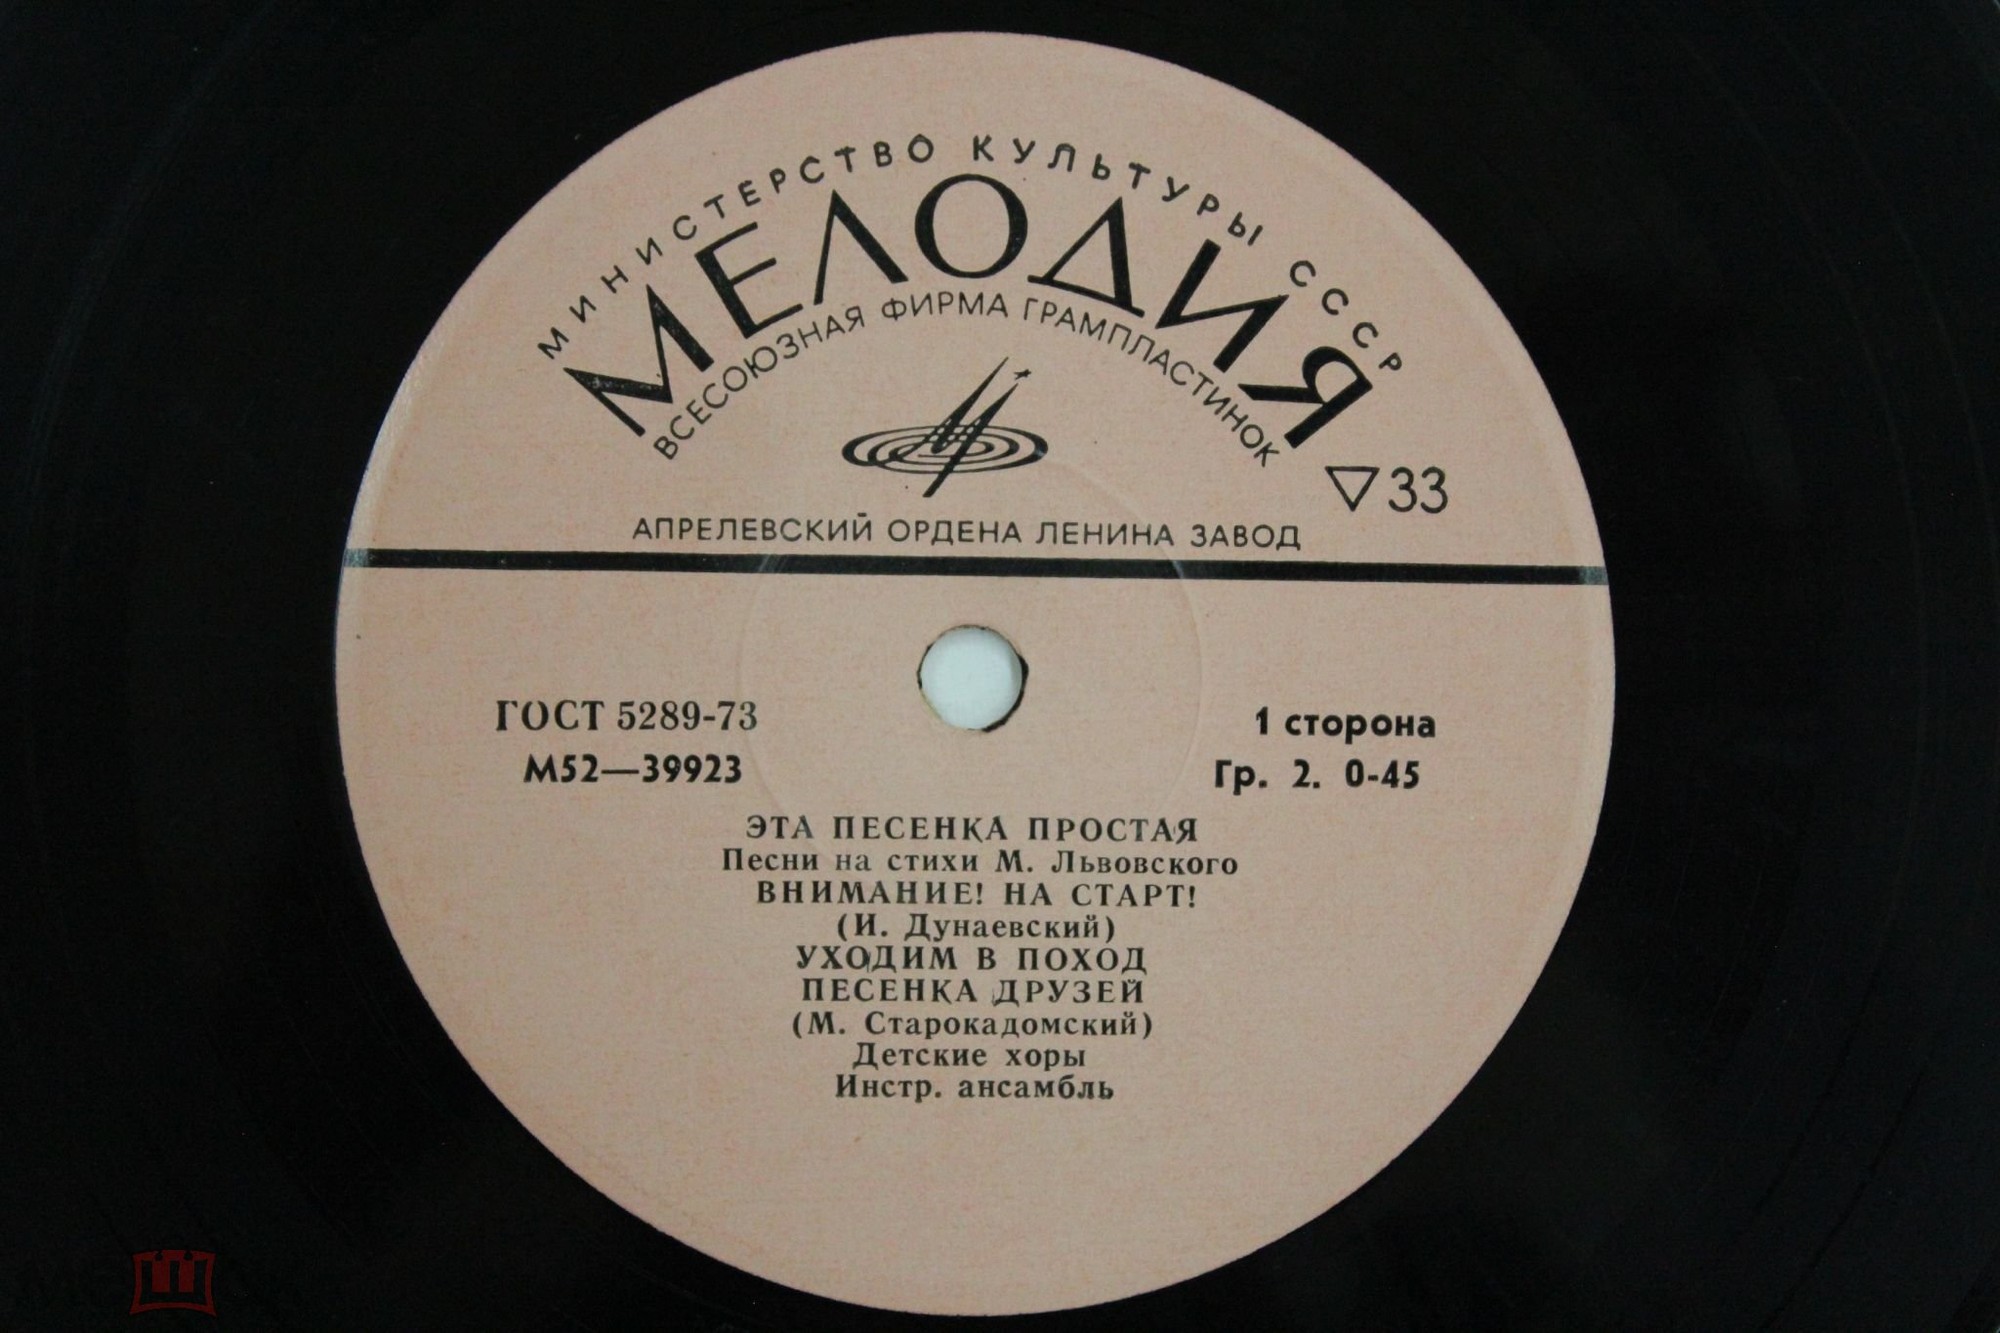 МИНИСТЕРСТВО КУЛЬТУРЫ СССР
МЕЛОДИЯ
ВСЕСОЮЗНАЯ ФИРМА ГРАМПЛАСТИНОК
33
АПРЕЛЕВСКИЙ ОРДЕНА ЛЕНИНА ЗАВОД
ГОСТ 5289-73
М52—39923
1 сторона
Гр. 2. 0-45
ЭТА ПЕСЕНКА ПРОСТАЯ
Песни на стихи М. Львовского
ВНИМАНИЕ! НА СТАРТ!
(И. Дунаевский)
УХОДИМ В ПОХОД
ПЕСЕНКА ДРУЗЕЙ
(М. Старокадомский)
Детские хоры
Инстр. ансамбль